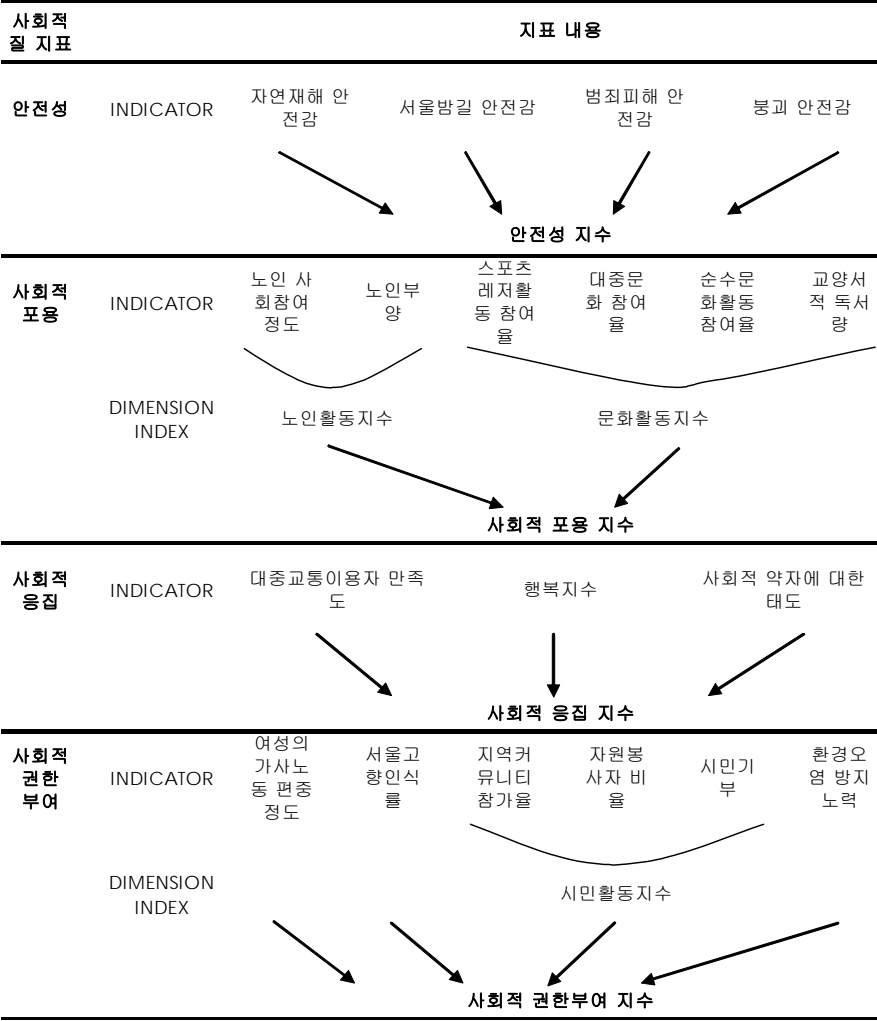 사회적
질 지표
지표 내용
안전성
INDICATOR
자연재해 안
전감
서울밤길 안전감
범죄피해 안
전감
붕괴 안전감
안전성 지수
사회적
포용
INDICATOR
노인 사
회참여
정도
노인부
양
스포츠
레저활
동 참여
율
대중문
화 참여
율
순수문
화활동
참여율
교양서
적 독서
량
DIMENSION
INDEX
노인활동지수
문화활동지수
사회적 포용 지수
사회적
응집
INDICATOR
대중교통이용자 만족
도
행복지수
사회적 약자에 대한
태도
사회적 응집 지수
사회적
권한
부여
INDICATOR
여성의
가사노
동 편중
정도
서울고
향인식
률
지역커
뮤니티
참가율
자원봉
사자 비
율
시민기
부
환경오
염 방지
노력
DIMENSION
INDEX
시민활동지수
사회적 권한부여 지수